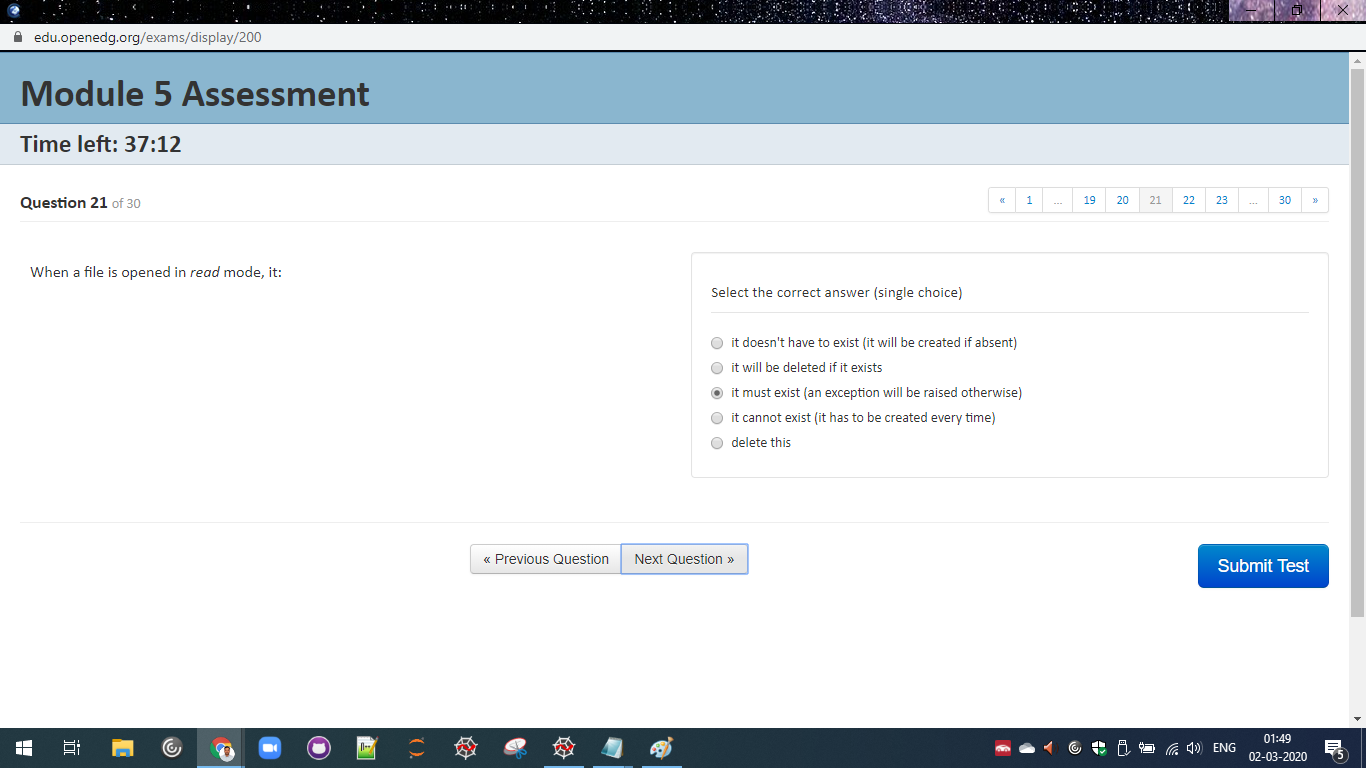 edu.openedg.org/exams/display/200
Module 5 Assessment
Time left: 37:12
Question 21 of 30
« 1 ... 19 20 21 22 23 ... 30 »
When a file is opened in read mode, it:
Select the correct answer (single choice)
it doesn't have to exist (it will be created if absent)
it will be deleted if it exists
it must exist (an exception will be raised otherwise)
it cannot exist (it has to be created every time)
delete this
« Previous Question Next Question »
Submit Test
ENG
01:49
02-03-2020
5